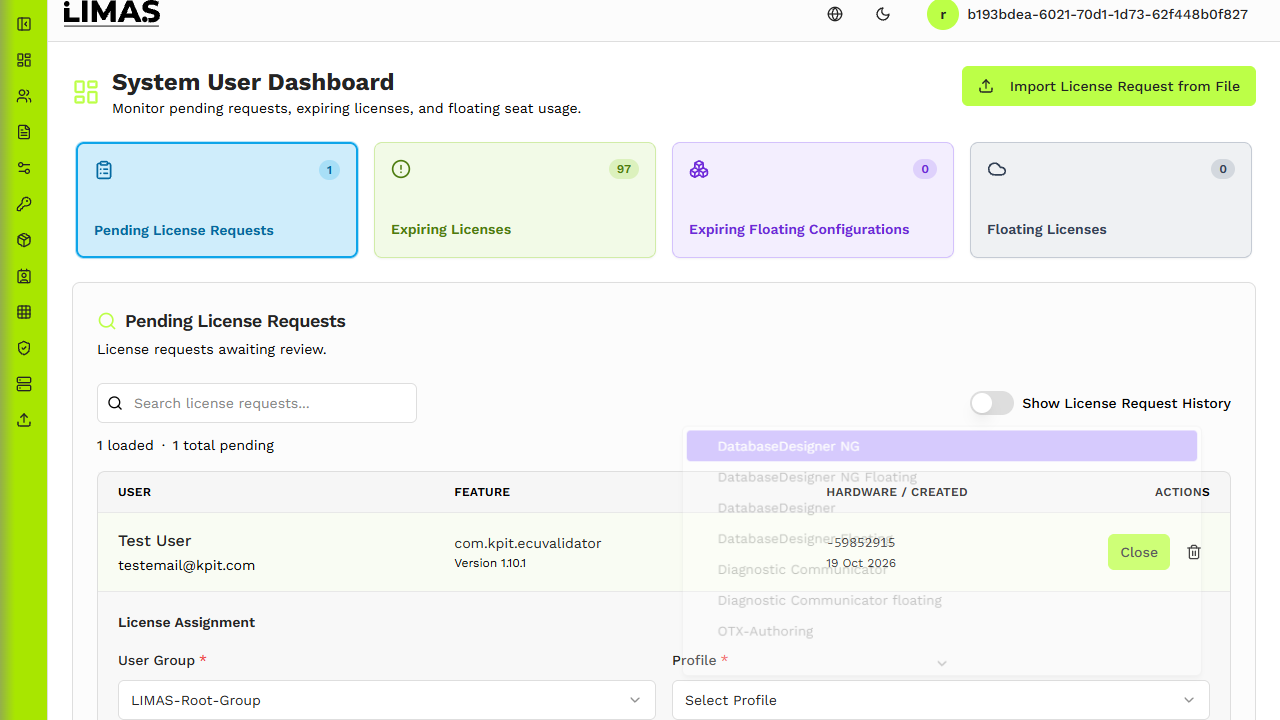 LIMAS
r b193bdea-6021-70d1-1d73-62f448b0f827
System User Dashboard
Monitor pending requests, expiring licenses, and floating seat usage.
Import License Request from File
1
Pending License Requests
97
Expiring Licenses
0
Expiring Floating Configurations
0
Floating Licenses
Pending License Requests
License requests awaiting review.
Search license requests...
Show License Request History
1 loaded · 1 total pending
DatabaseDesigner NG
DatabaseDesigner NG Floating
DatabaseDesigner
DatabaseDesigner Floating
Diagnostic Communicator
Diagnostic Communicator floating
OTX-Authoring
USER FEATURE HARDWARE / CREATED ACTIONS
Test User
testemail@kpit.com
com.kpit.ecuvalidator
Version 1.10.1
-59852915
19 Oct 2026
Close
License Assignment
User Group *
LIMAS-Root-Group
Profile *
Select Profile